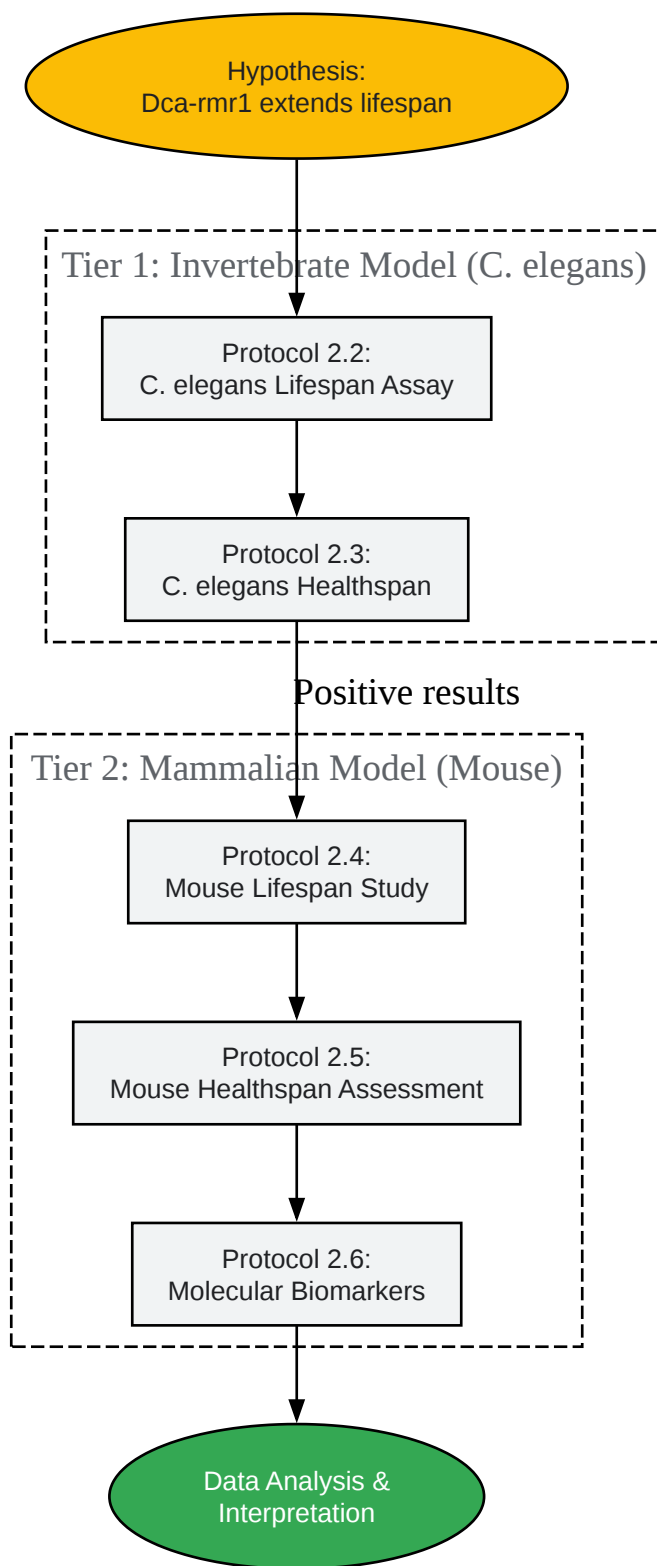 Hypothesis:
Dca-rmr1 extends lifespan
Tier 1: Invertebrate Model (C. elegans)
Protocol 2.2:
C. elegans Lifespan Assay
Protocol 2.3:
C. elegans Healthspan
Positive results
Tier 2: Mammalian Model (Mouse)
Protocol 2.4:
Mouse Lifespan Study
Protocol 2.5:
Mouse Healthspan Assessment
Protocol 2.6:
Molecular Biomarkers
Data Analysis &
Interpretation